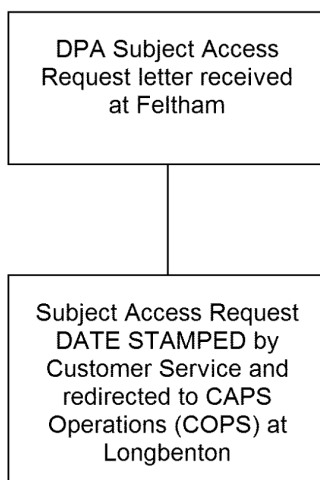 DPA Subject Access
Request letter received
at Feltham
Subject Access Request
DATE STAMPED by
Customer Service and
redirected to CAPS
Operations (COPS) at
Longbenton